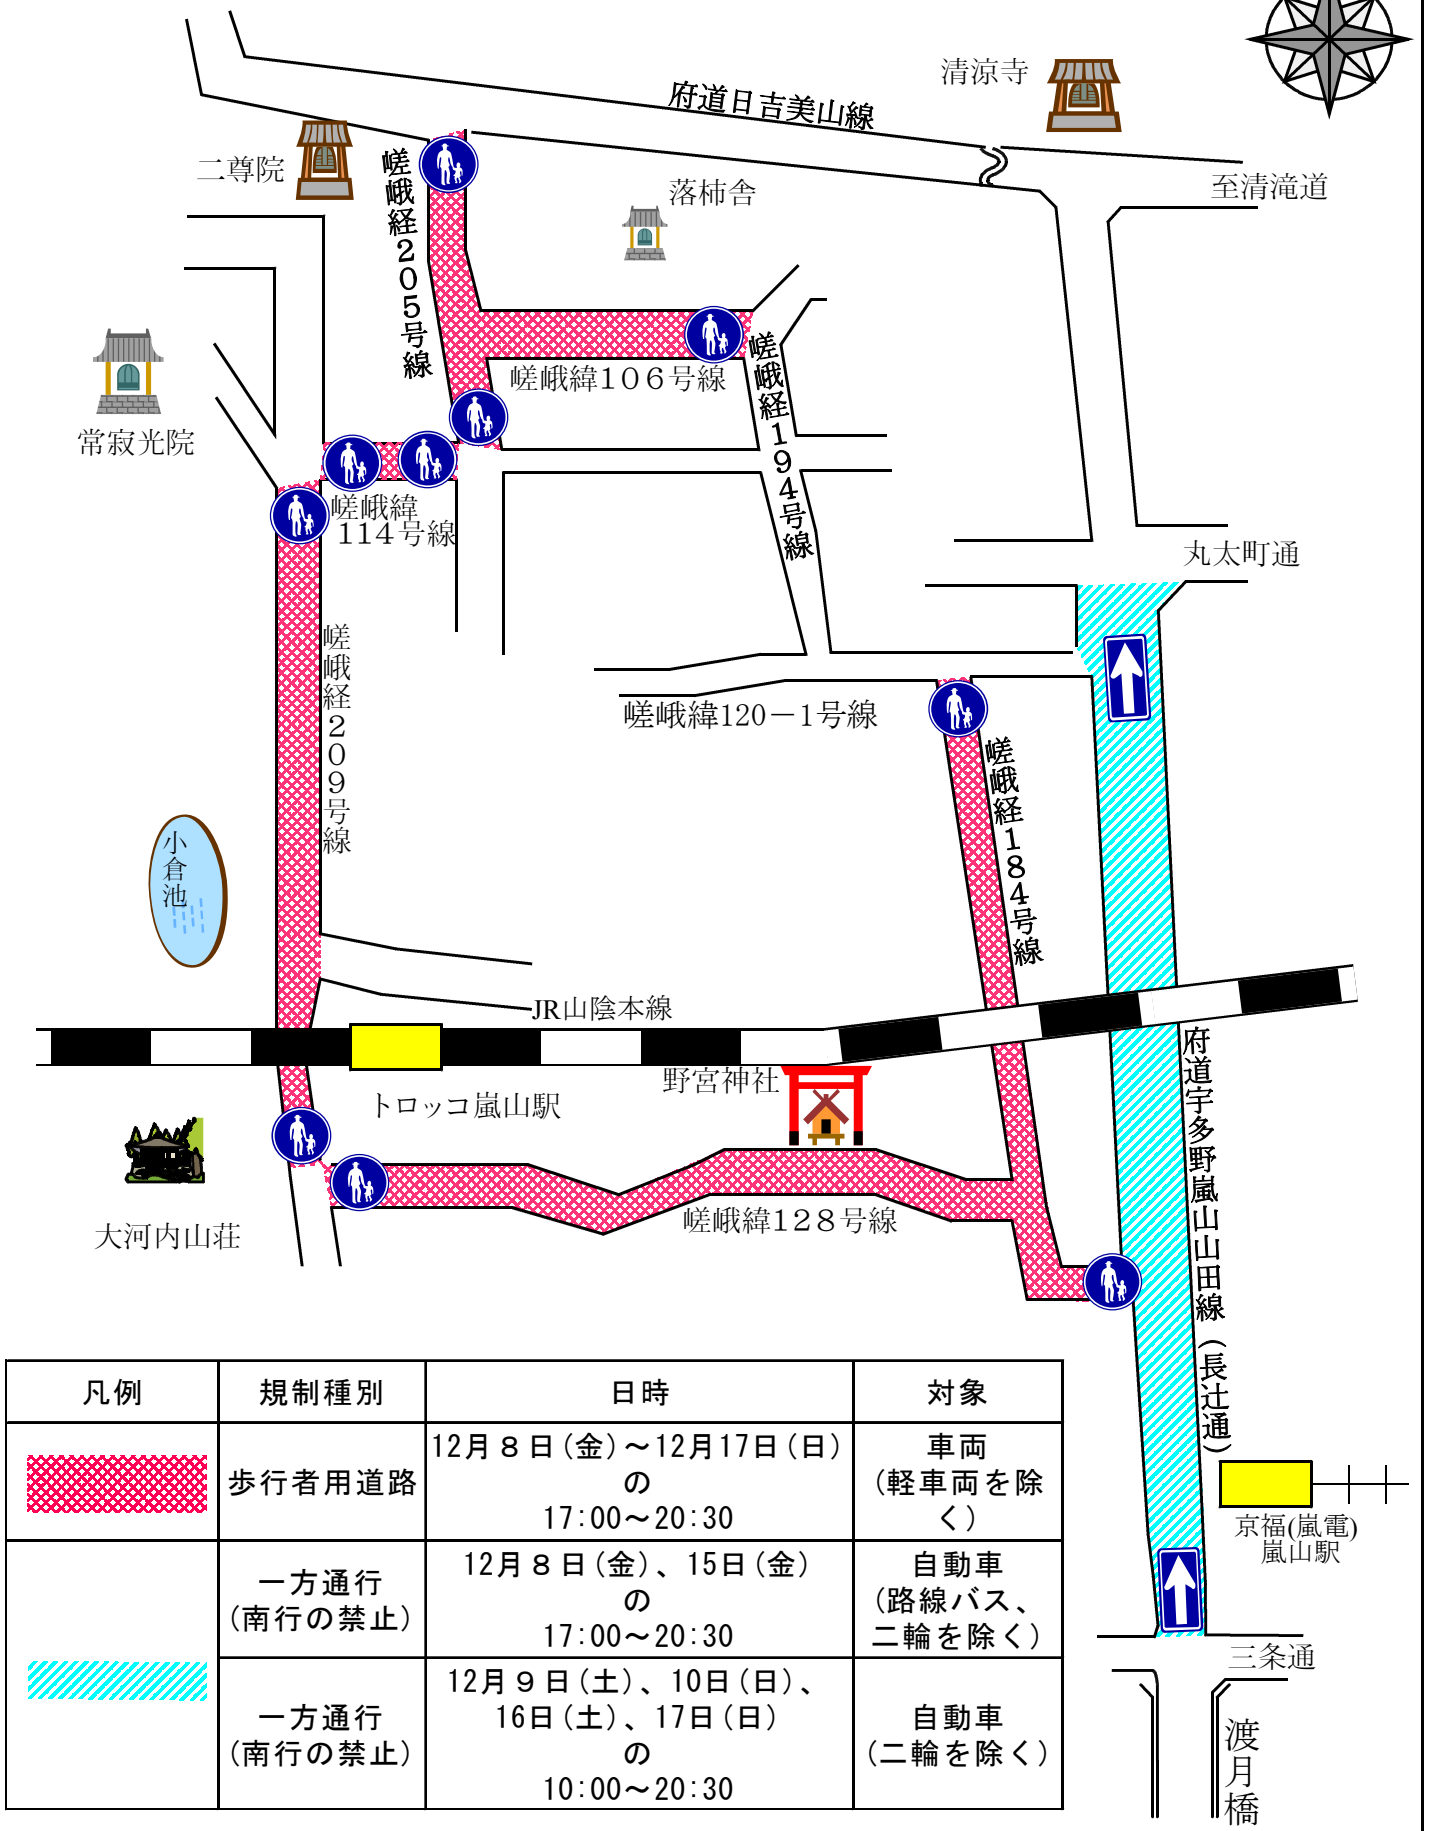 清涼寺
府道日吉美山線
二尊院
嵯峨経２０５号線
落柿舎
至清滝道
常寂光院
嵯峨緯１０６号線
嵯峨経１９４号線
嵯峨緯
114号線
丸太町通
嵯峨経２０９号線
嵯峨緯120－1号線
嵯峨経１８４号線
小倉池
JR山陰本線
野宮神社
トロッコ嵐山駅
府道宇多野嵐山山田線（長辻通）
大河内山荘
嵯峨緯１２８号線
京福(嵐電)
嵐山駅
三条通
渡月橋
凡例 規制種別 日時 対象
歩行者用道路
12月８日(金)～12月17日(日)
の
17:00～20:30
車両
(軽車両を除
く)
一方通行
(南行の禁止)
12月８日(金)、15日(金)
の
17:00～20:30
自動車
(路線バス、
二輪を除く)
一方通行
(南行の禁止)
12月９日(土)、10日(日)、
16日(土)、17日(日)
の
10:00～20:30
自動車
(二輪を除く)